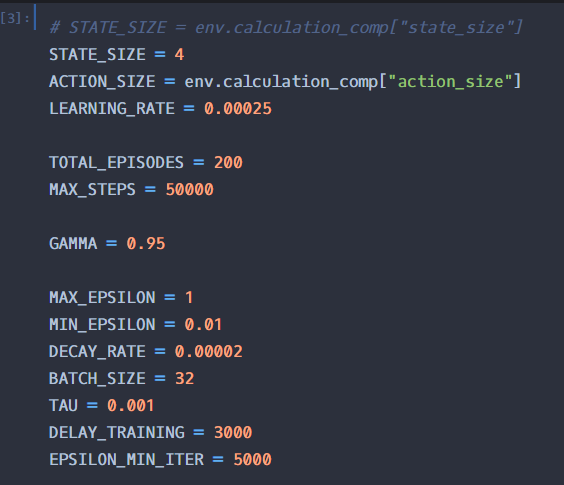 [3]:
# STATE_SIZE = env.calculation_comp["state_size"]
STATE_SIZE = 4
ACTION_SIZE = env.calculation_comp["action_size"]
LEARNING_RATE = 0.00025
TOTAL_EPISODES = 200
MAX_STEPS = 50000
GAMMA = 0.95
MAX_EPSILON = 1
MIN_EPSILON = 0.01
DECAY_RATE = 0.00002
BATCH_SIZE = 32
TAU = 0.001
DELAY_TRAINING = 3000
EPSILON_MIN_ITER = 5000